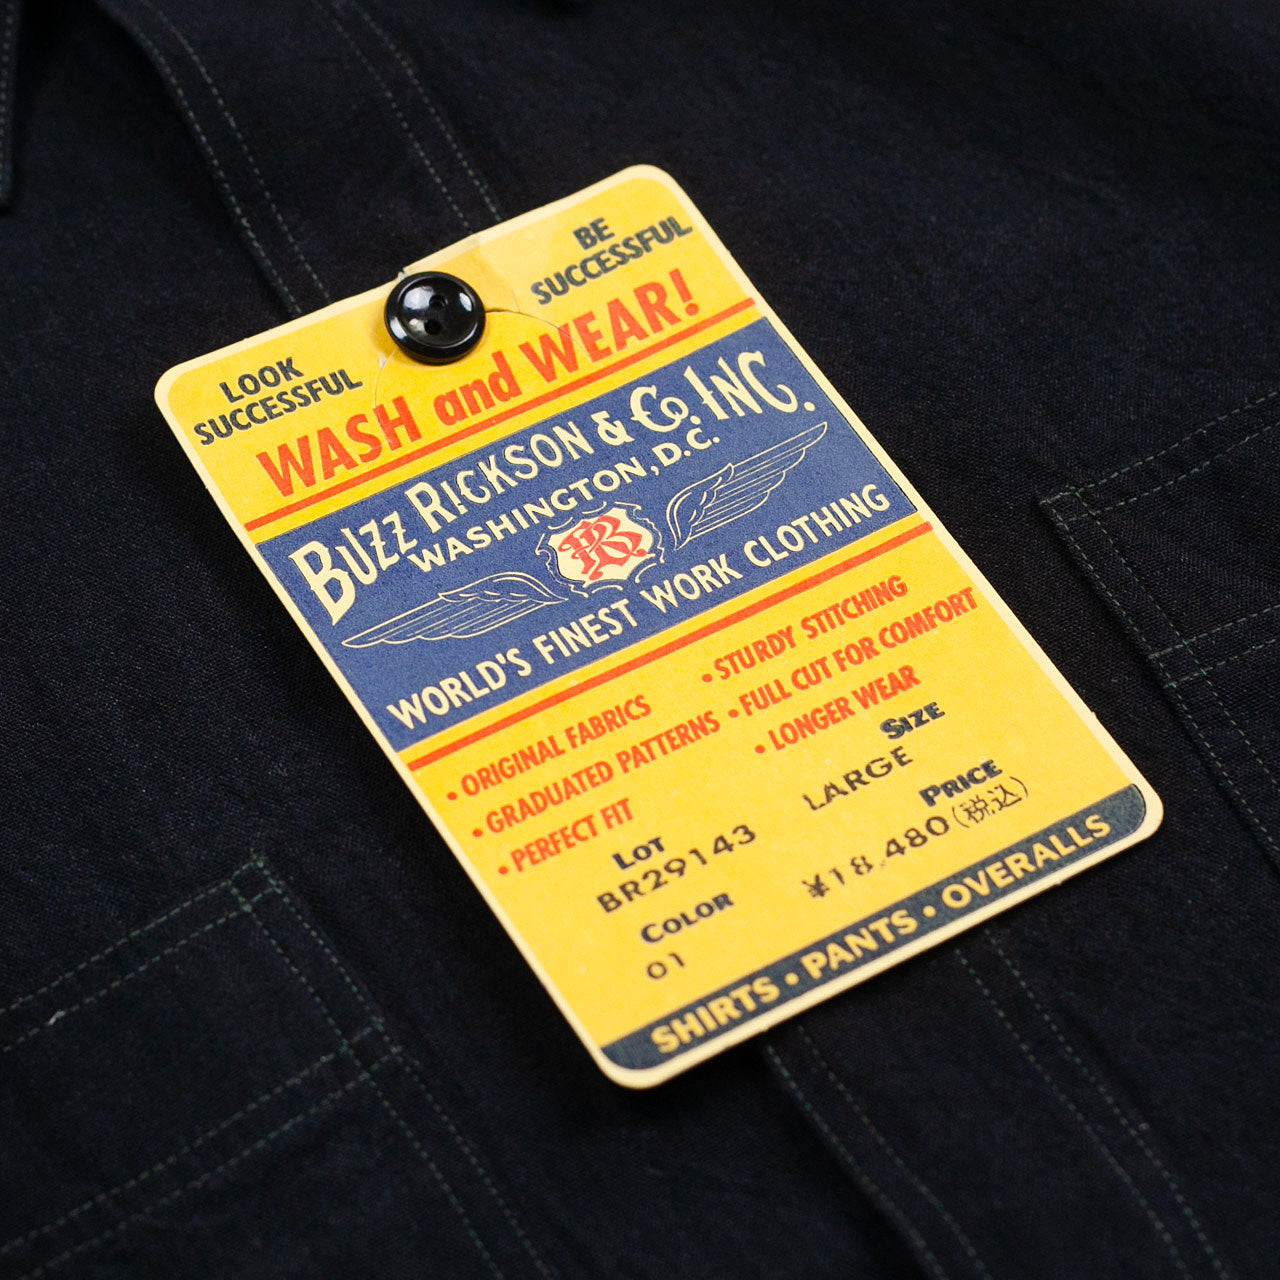 LOOK
SUCCESSFUL
BE
SUCCESSFUL
WASH and WEAR!
BUZZ RICKSON & Co. INC.
WASHINGTON, D.C.
BR
WORLD'S FINEST WORK CLOTHING
• ORIGINAL FABRICS
• GRADUATED PATTERNS
• PERFECT FIT
• STURDY STITCHING
• FULL CUT FOR COMFORT
• LONGER WEAR
LOT
BR29143
SIZE
LARGE
COLOR
01
PRICE
¥18,480(税込)
SHIRTS • PANTS • OVERALLS